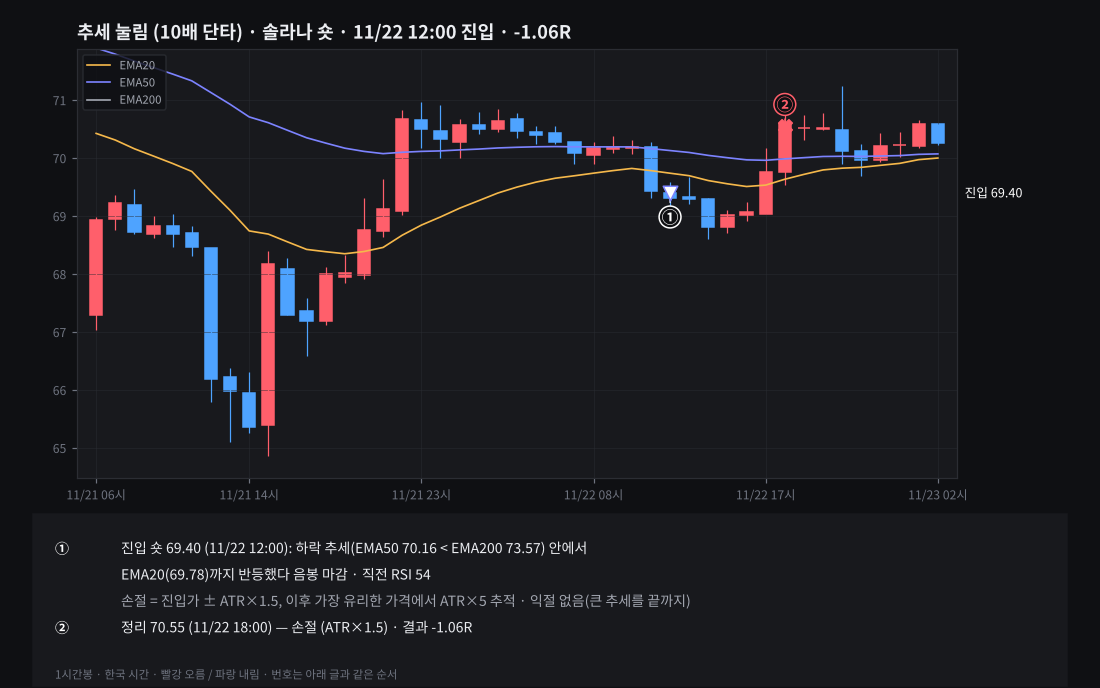 추세 눌림 (10배 단타) · 솔라나 숏 · 11/22 12:00 진입 · -1.06R
EMA20
EMA50
EMA200
71
70
69
68
67
66
65
②
①
진입 69.40
11/21 06시
11/21 14시
11/21 23시
11/22 08시
11/22 17시
11/23 02시
① 진입 숏 69.40 (11/22 12:00): 하락 추세(EMA50 70.16 < EMA200 73.57) 안에서
EMA20(69.78)까지 반등했다 음봉 마감 · 직전 RSI 54
손절 = 진입가 ± ATR×1.5, 이후 가장 유리한 가격에서 ATR×5 추적 · 익절 없음(큰 추세를 끝까지)
② 정리 70.55 (11/22 18:00) — 손절 (ATR×1.5) · 결과 -1.06R
1시간봉 · 한국 시간 · 빨강 오름 / 파랑 내림 · 번호는 아래 글과 같은 순서